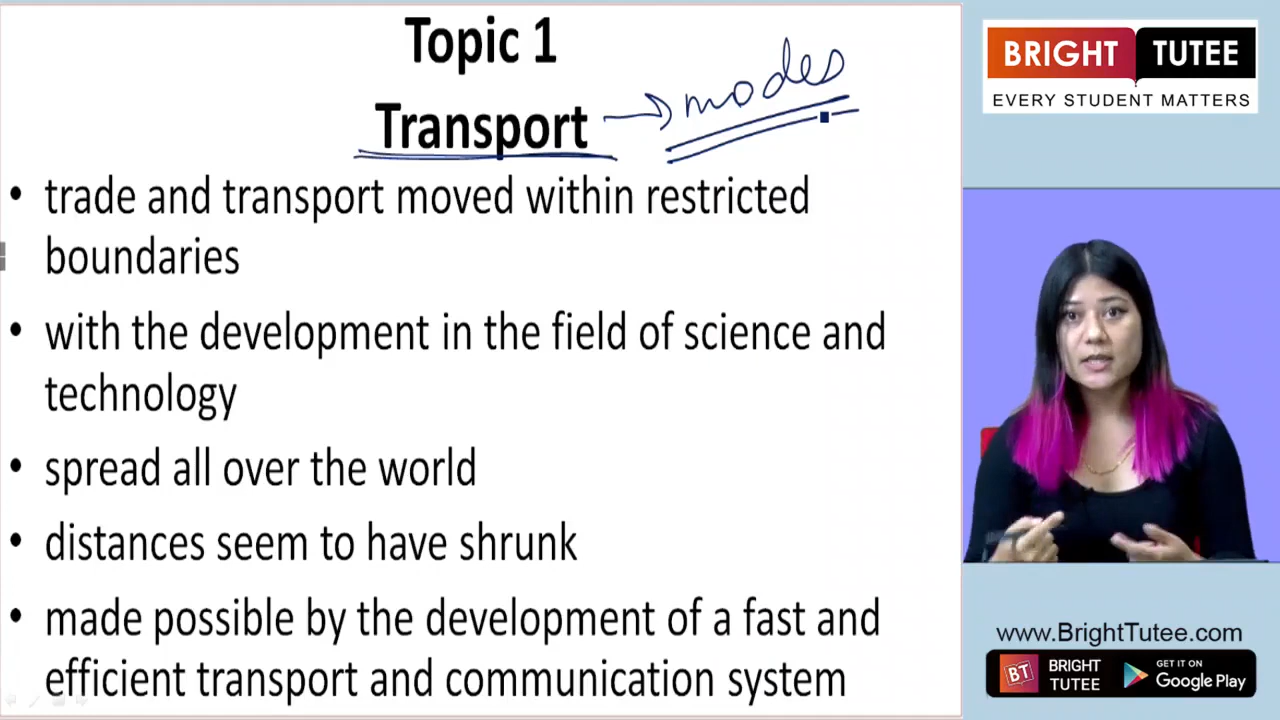 Topic 1
Transport → modes
• trade and transport moved within restricted
boundaries
• with the development in the field of science and
technology
• spread all over the world
• distances seem to have shrunk
• made possible by the development of a fast and
efficient transport and communication system
BRIGHT TUTEE
EVERY STUDENT MATTERS
www.BrightTutee.com
BT BRIGHT TUTEE
GET IT ON
Google Play